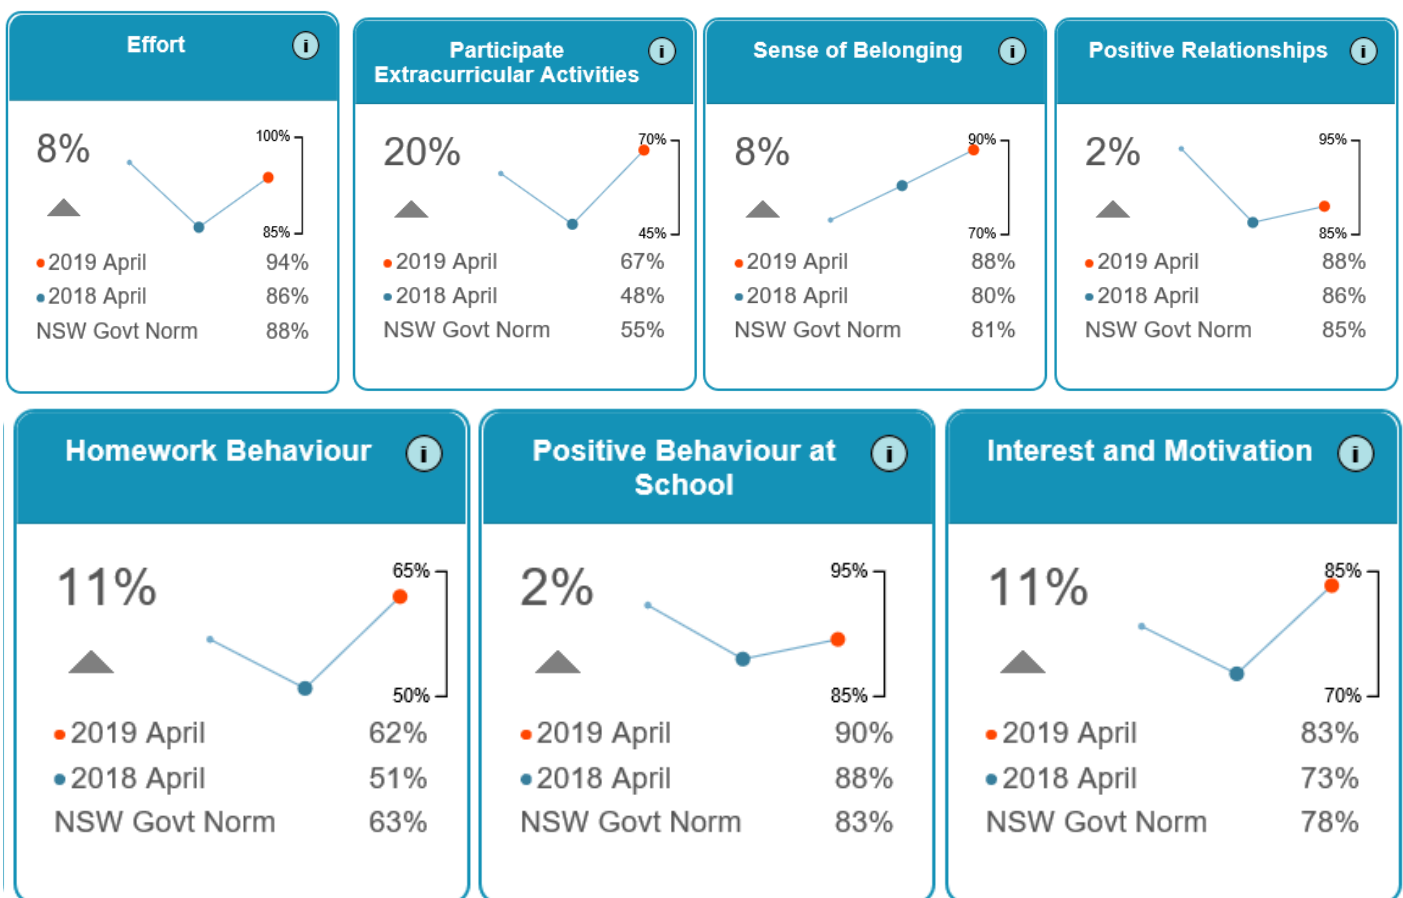 Effort
i
8%
100%
85%
2019 April 94%
2018 April 86%
NSW Govt Norm 88%
Participate
Extracurricular Activities
i
20%
70%
45%
2019 April 67%
2018 April 48%
NSW Govt Norm 55%
Sense of Belonging
i
8%
90%
70%
2019 April 88%
2018 April 80%
NSW Govt Norm 81%
Positive Relationships
i
2%
95%
85%
2019 April 88%
2018 April 86%
NSW Govt Norm 85%
Homework Behaviour
i
11%
65%
50%
2019 April 62%
2018 April 51%
NSW Govt Norm 63%
Positive Behaviour at
School
i
2%
95%
85%
2019 April 90%
2018 April 88%
NSW Govt Norm 83%
Interest and Motivation
i
11%
85%
70%
2019 April 83%
2018 April 73%
NSW Govt Norm 78%